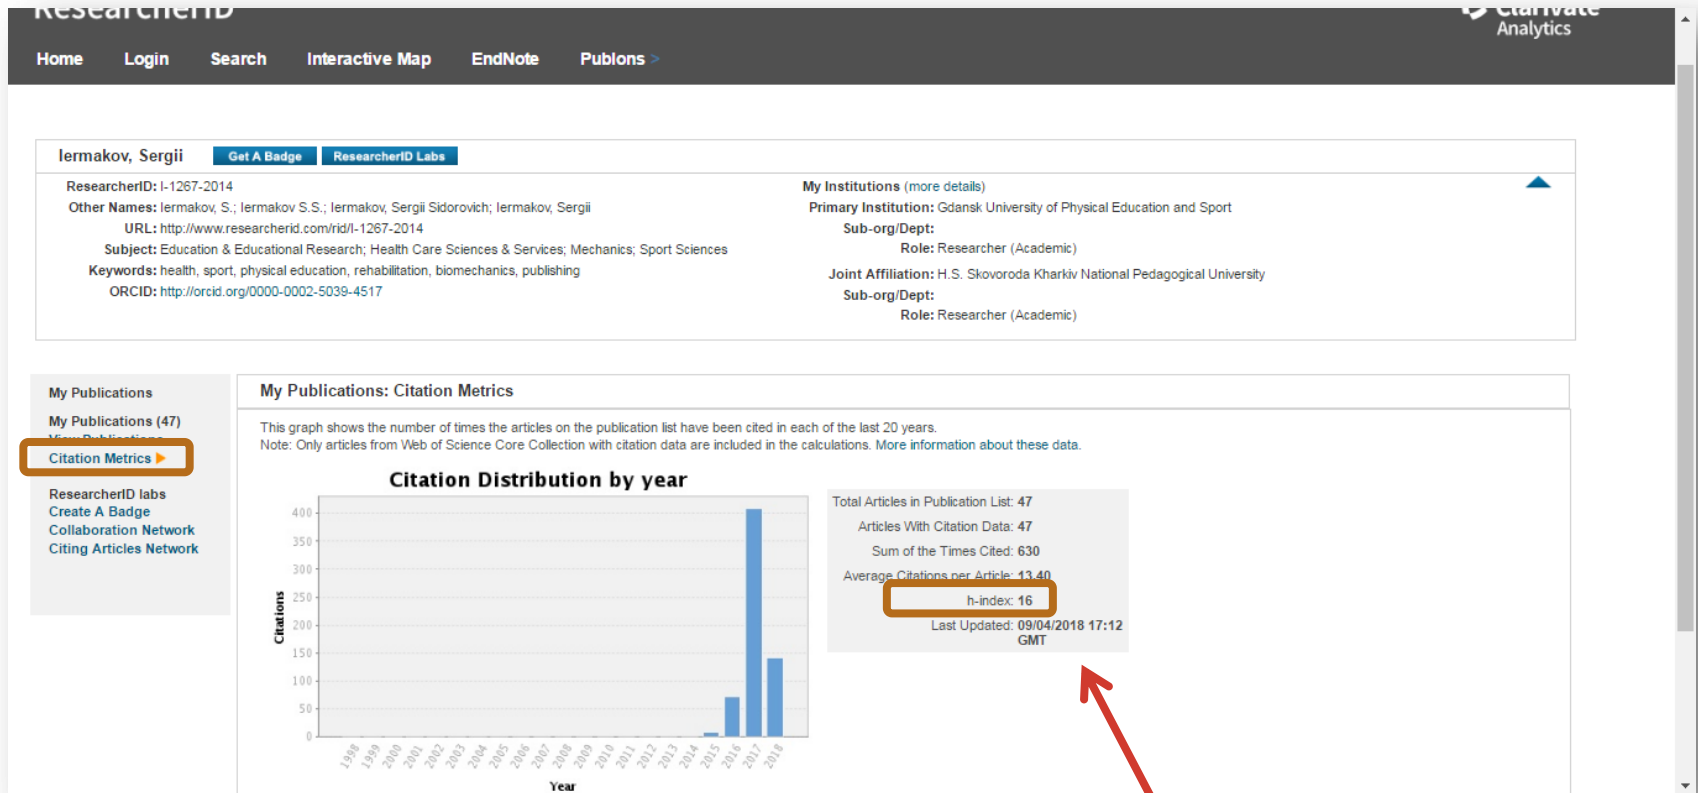 ResearcherID
Clarivate
Analytics
Home Login Search Interactive Map EndNote Publons >
Iermakov, Sergii Get A Badge ResearcherID Labs
ResearcherID: I-1267-2014
Other Names: Iermakov, S.; Iermakov S.S.; Iermakov, Sergii Sidorovich; Iermakov, Sergii
URL: http://www.researcherid.com/rid/I-1267-2014
Subject: Education & Educational Research; Health Care Sciences & Services; Mechanics; Sport Sciences
Keywords: health, sport, physical education, rehabilitation, biomechanics, publishing
ORCID: http://orcid.org/0000-0002-5039-4517
My Institutions (more details)
Primary Institution: Gdansk University of Physical Education and Sport
Sub-org/Dept:
Role: Researcher (Academic)
Joint Affiliation: H.S. Skovoroda Kharkiv National Pedagogical University
Sub-org/Dept:
Role: Researcher (Academic)
My Publications
My Publications (47)
View Publications
Citation Metrics
ResearcherID labs
Create A Badge
Collaboration Network
Citing Articles Network
My Publications: Citation Metrics
This graph shows the number of times the articles on the publication list have been cited in each of the last 20 years.
Note: Only articles from Web of Science Core Collection with citation data are included in the calculations. More information about these data.
Citation Distribution by year
Citations
400
350
300
250
200
150
100
50
0
1998 1999 2000 2001 2002 2003 2004 2005 2006 2007 2008 2009 2010 2011 2012 2013 2014 2015 2016 2017 2018
Year
Total Articles in Publication List: 47
Articles With Citation Data: 47
Sum of the Times Cited: 630
Average Citations per Article: 13.40
h-index: 16
Last Updated: 09/04/2018 17:12
GMT